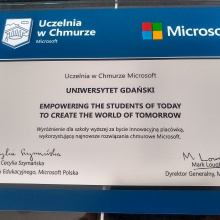 Uczelnia
w Chmurze
Microsoft
Microsoft
Uczelnia w Chmurze Microsoft
UNIWERSYTET GDAŃSKI
EMPOWERING THE STUDENTS OF TODAY
TO CREATE THE WORLD OF TOMORROW
Wyróżnienie dla szkoły wyższej za bycie innowacyjną placówką,
wykorzystującą najnowsze rozwiązania chmurowe Microsoft.
Cecylia Szymańska
Edukacyjnego, Microsoft Polska
Mark
Dyrektor Generalny,